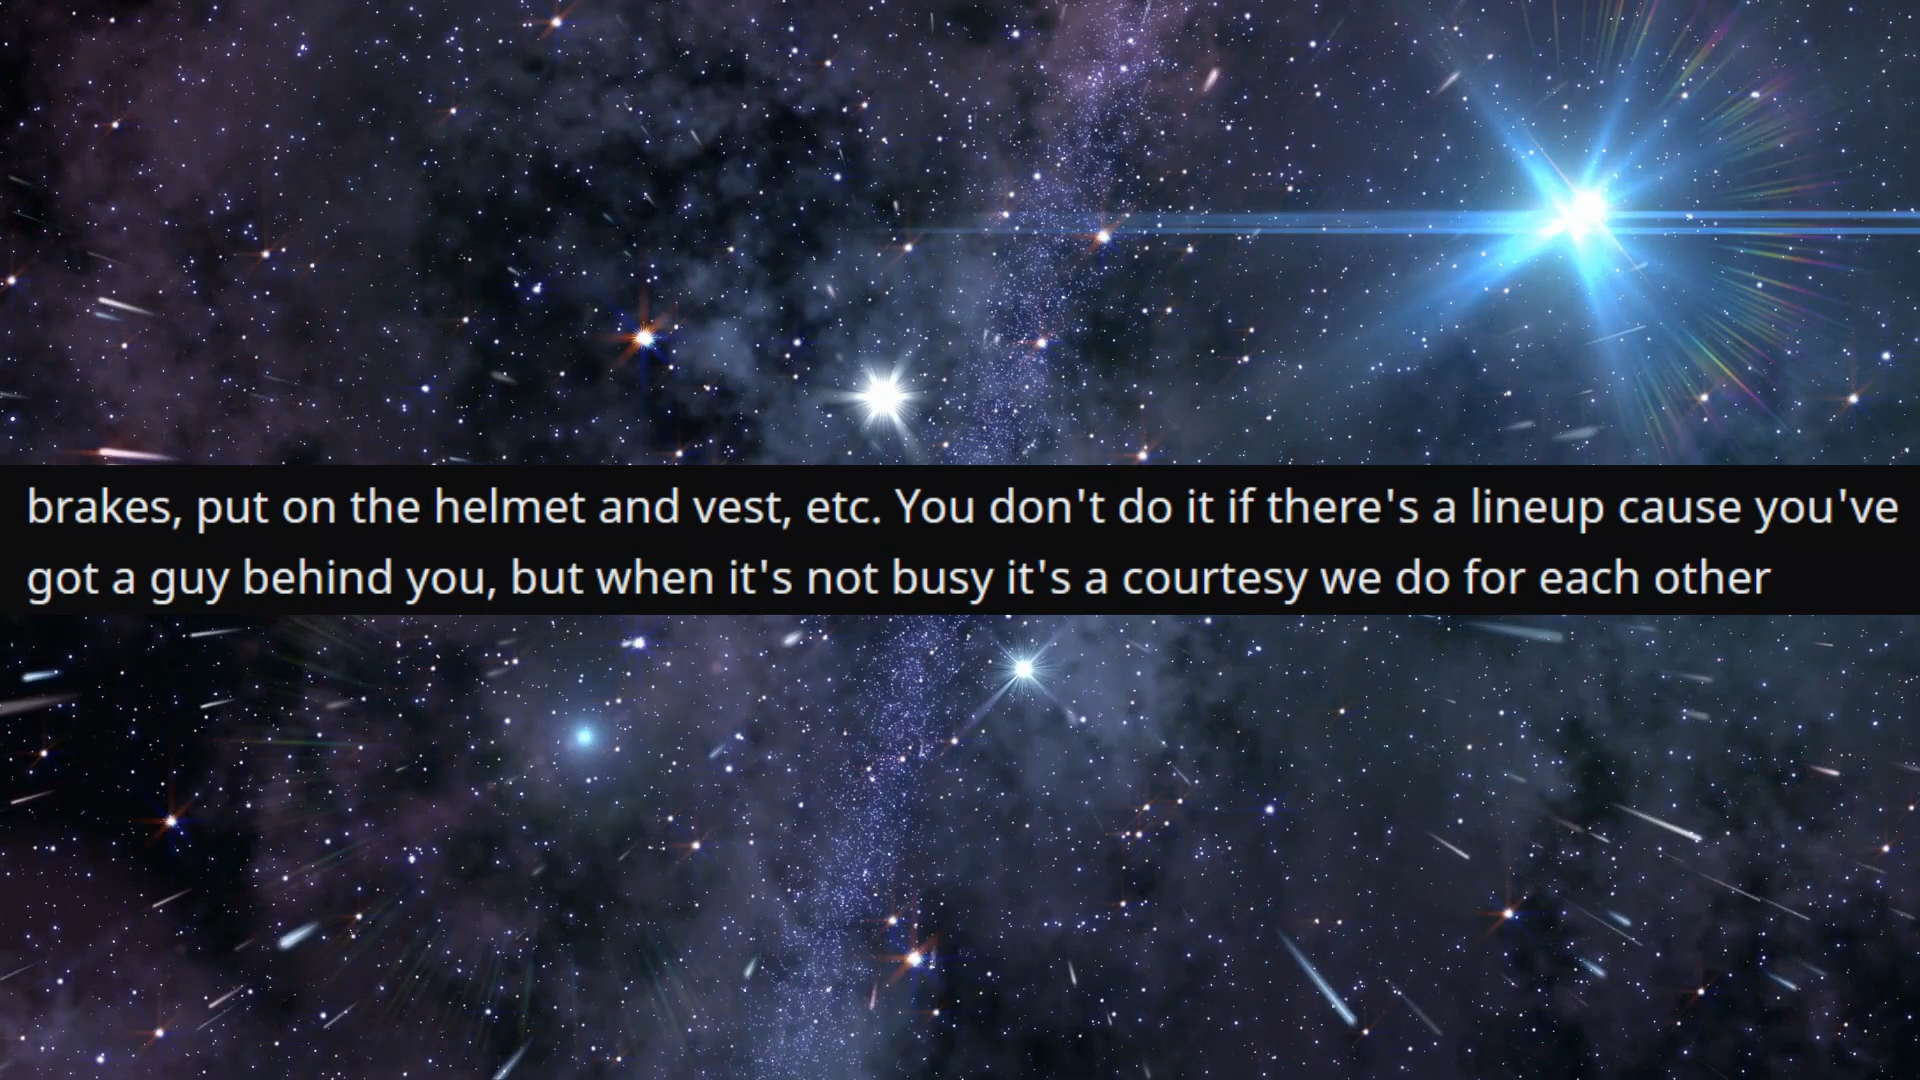 brakes, put on the helmet and vest, etc. You don't do it if there's a lineup cause you've
got a guy behind you, but when it's not busy it's a courtesy we do for each other